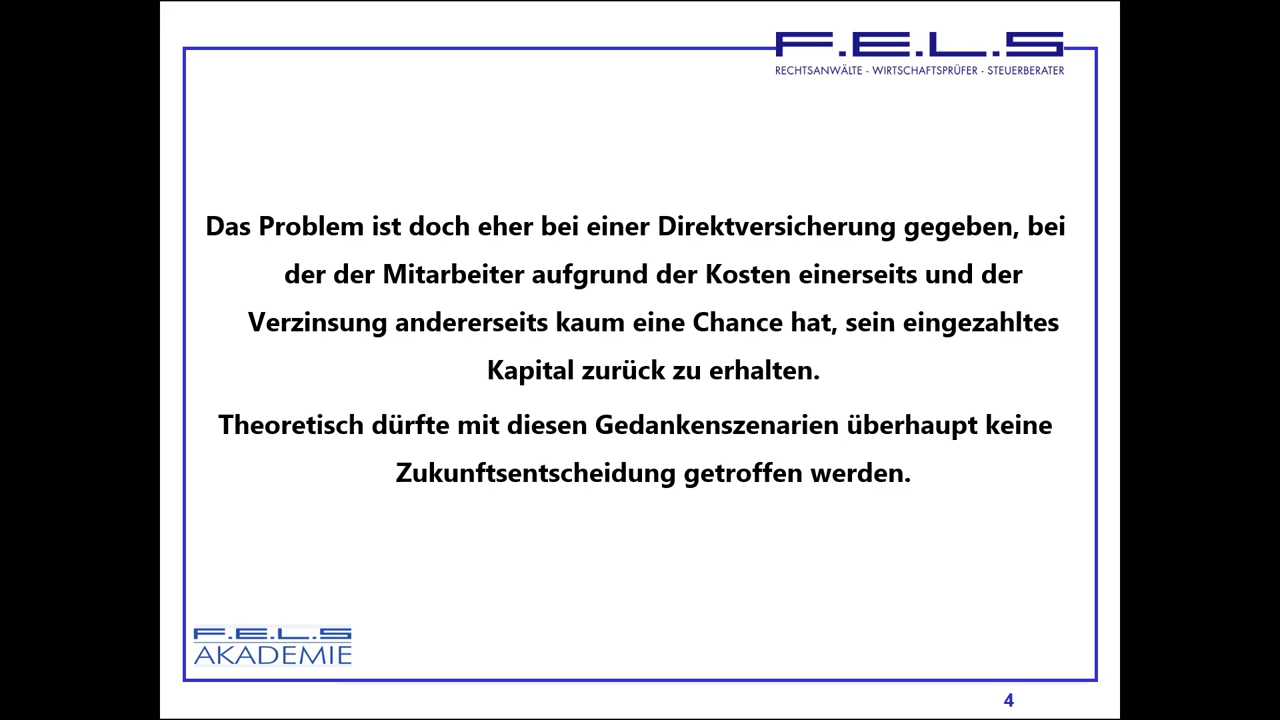 F.E.L.S
RECHTSANWÄLTE - WIRTSCHAFTSPRÜFER - STEUERBERATER
Das Problem ist doch eher bei einer Direktversicherung gegeben, bei
der der Mitarbeiter aufgrund der Kosten einerseits und der
Verzinsung andererseits kaum eine Chance hat, sein eingezahltes
Kapital zurück zu erhalten.
Theoretisch dürfte mit diesen Gedankenszenarien überhaupt keine
Zukunftsentscheidung getroffen werden.
F.E.L.S
AKADEMIE
4